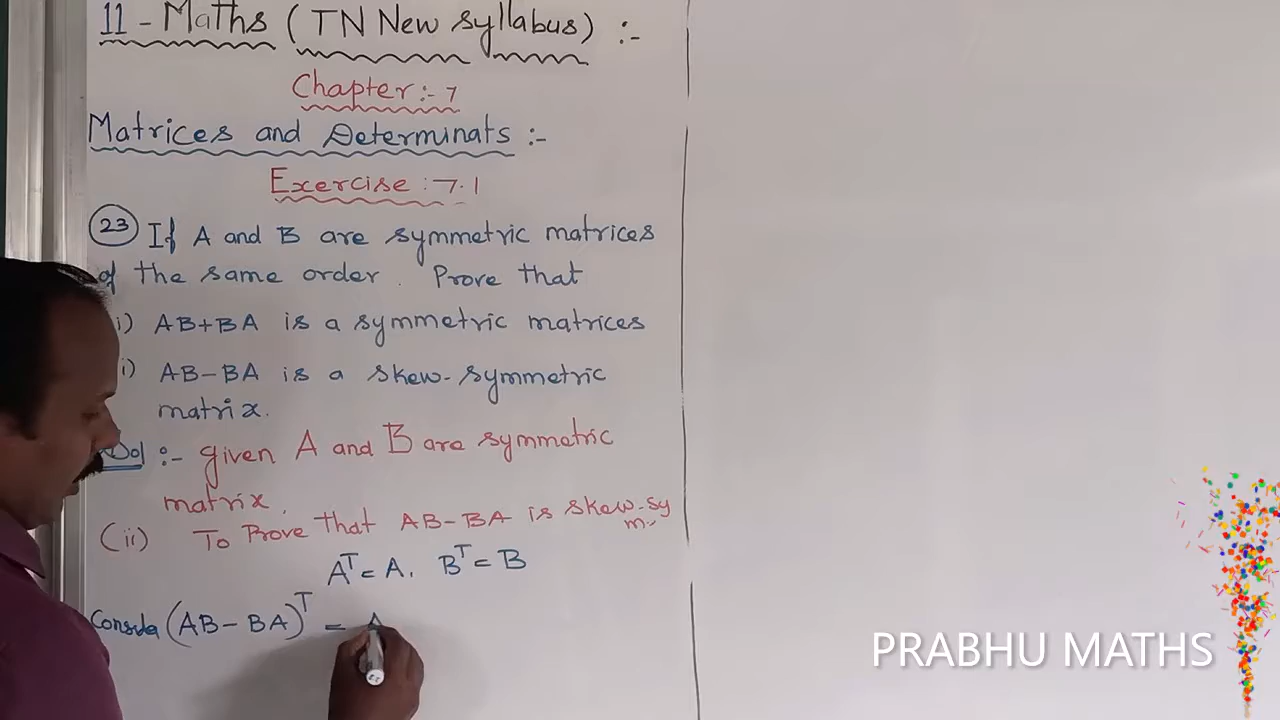 11 - Maths (TN New syllabus) :-
Chapter :- 7
Matrices and Determinats :-
Exercise : 7.1
23 If A and B are symmetric matrices
of the same order. Prove that
i) AB+BA is a symmetric matrices
i) AB-BA is a skew-symmetric
matrix.
Sol :- given A and B are symmetric
matrix.
(ii) To Prove that AB-BA is skew-sy
m..
Aᵀ = A, Bᵀ = B
(AB - BA)ᵀ = A
PRABHU MATHS